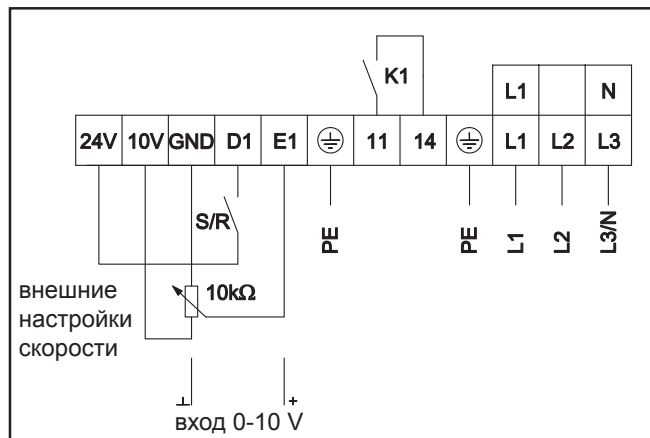 K1
L1 N
24V 10V GND D1 E1 11 14 L1 L2 L3
S/R
PE PE L1 L2 L3/N
10kΩ
внешние
настройки
скорости
⊥ +
вход 0-10 V